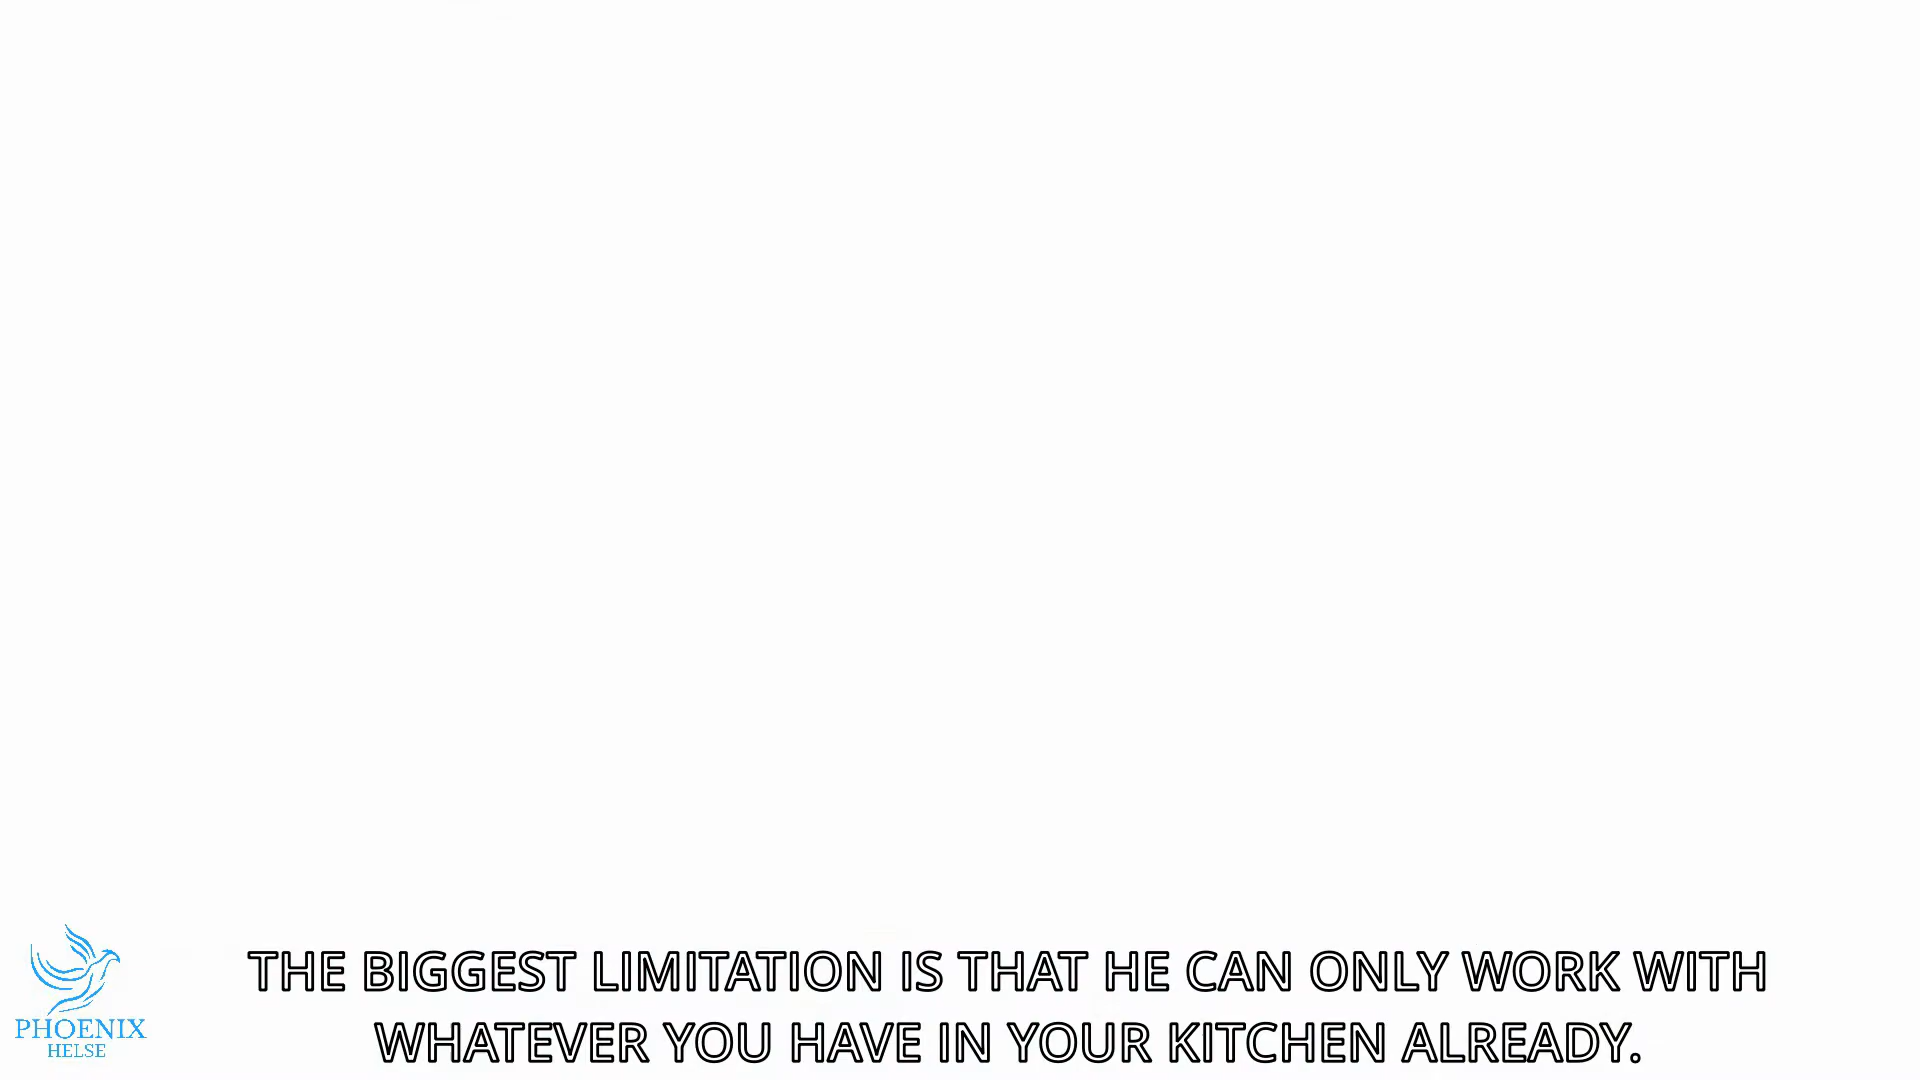 THE BIGGEST LIMITATION IS THAT HE CAN ONLY WORK WITH
WHATEVER YOU HAVE IN YOUR KITCHEN ALREADY.
PHOENIX
HELSE